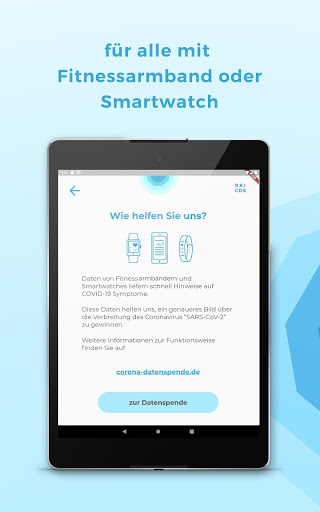 für alle mit
Fitnessarmband oder
Smartwatch
RKI
CDS
Wie helfen Sie uns?
Daten von Fitnessarmbändern und
Smartwatches liefern schnell Hinweise auf
COVID-19 Symptome.
Diese Daten helfen uns, ein genaueres Bild über
die Verbreitung des Coronavirus "SARS-CoV-2"
zu gewinnen.
Weitere Informationen zur Funktionsweise
finden Sie auf
corona-datenspende.de
zur Datenspende